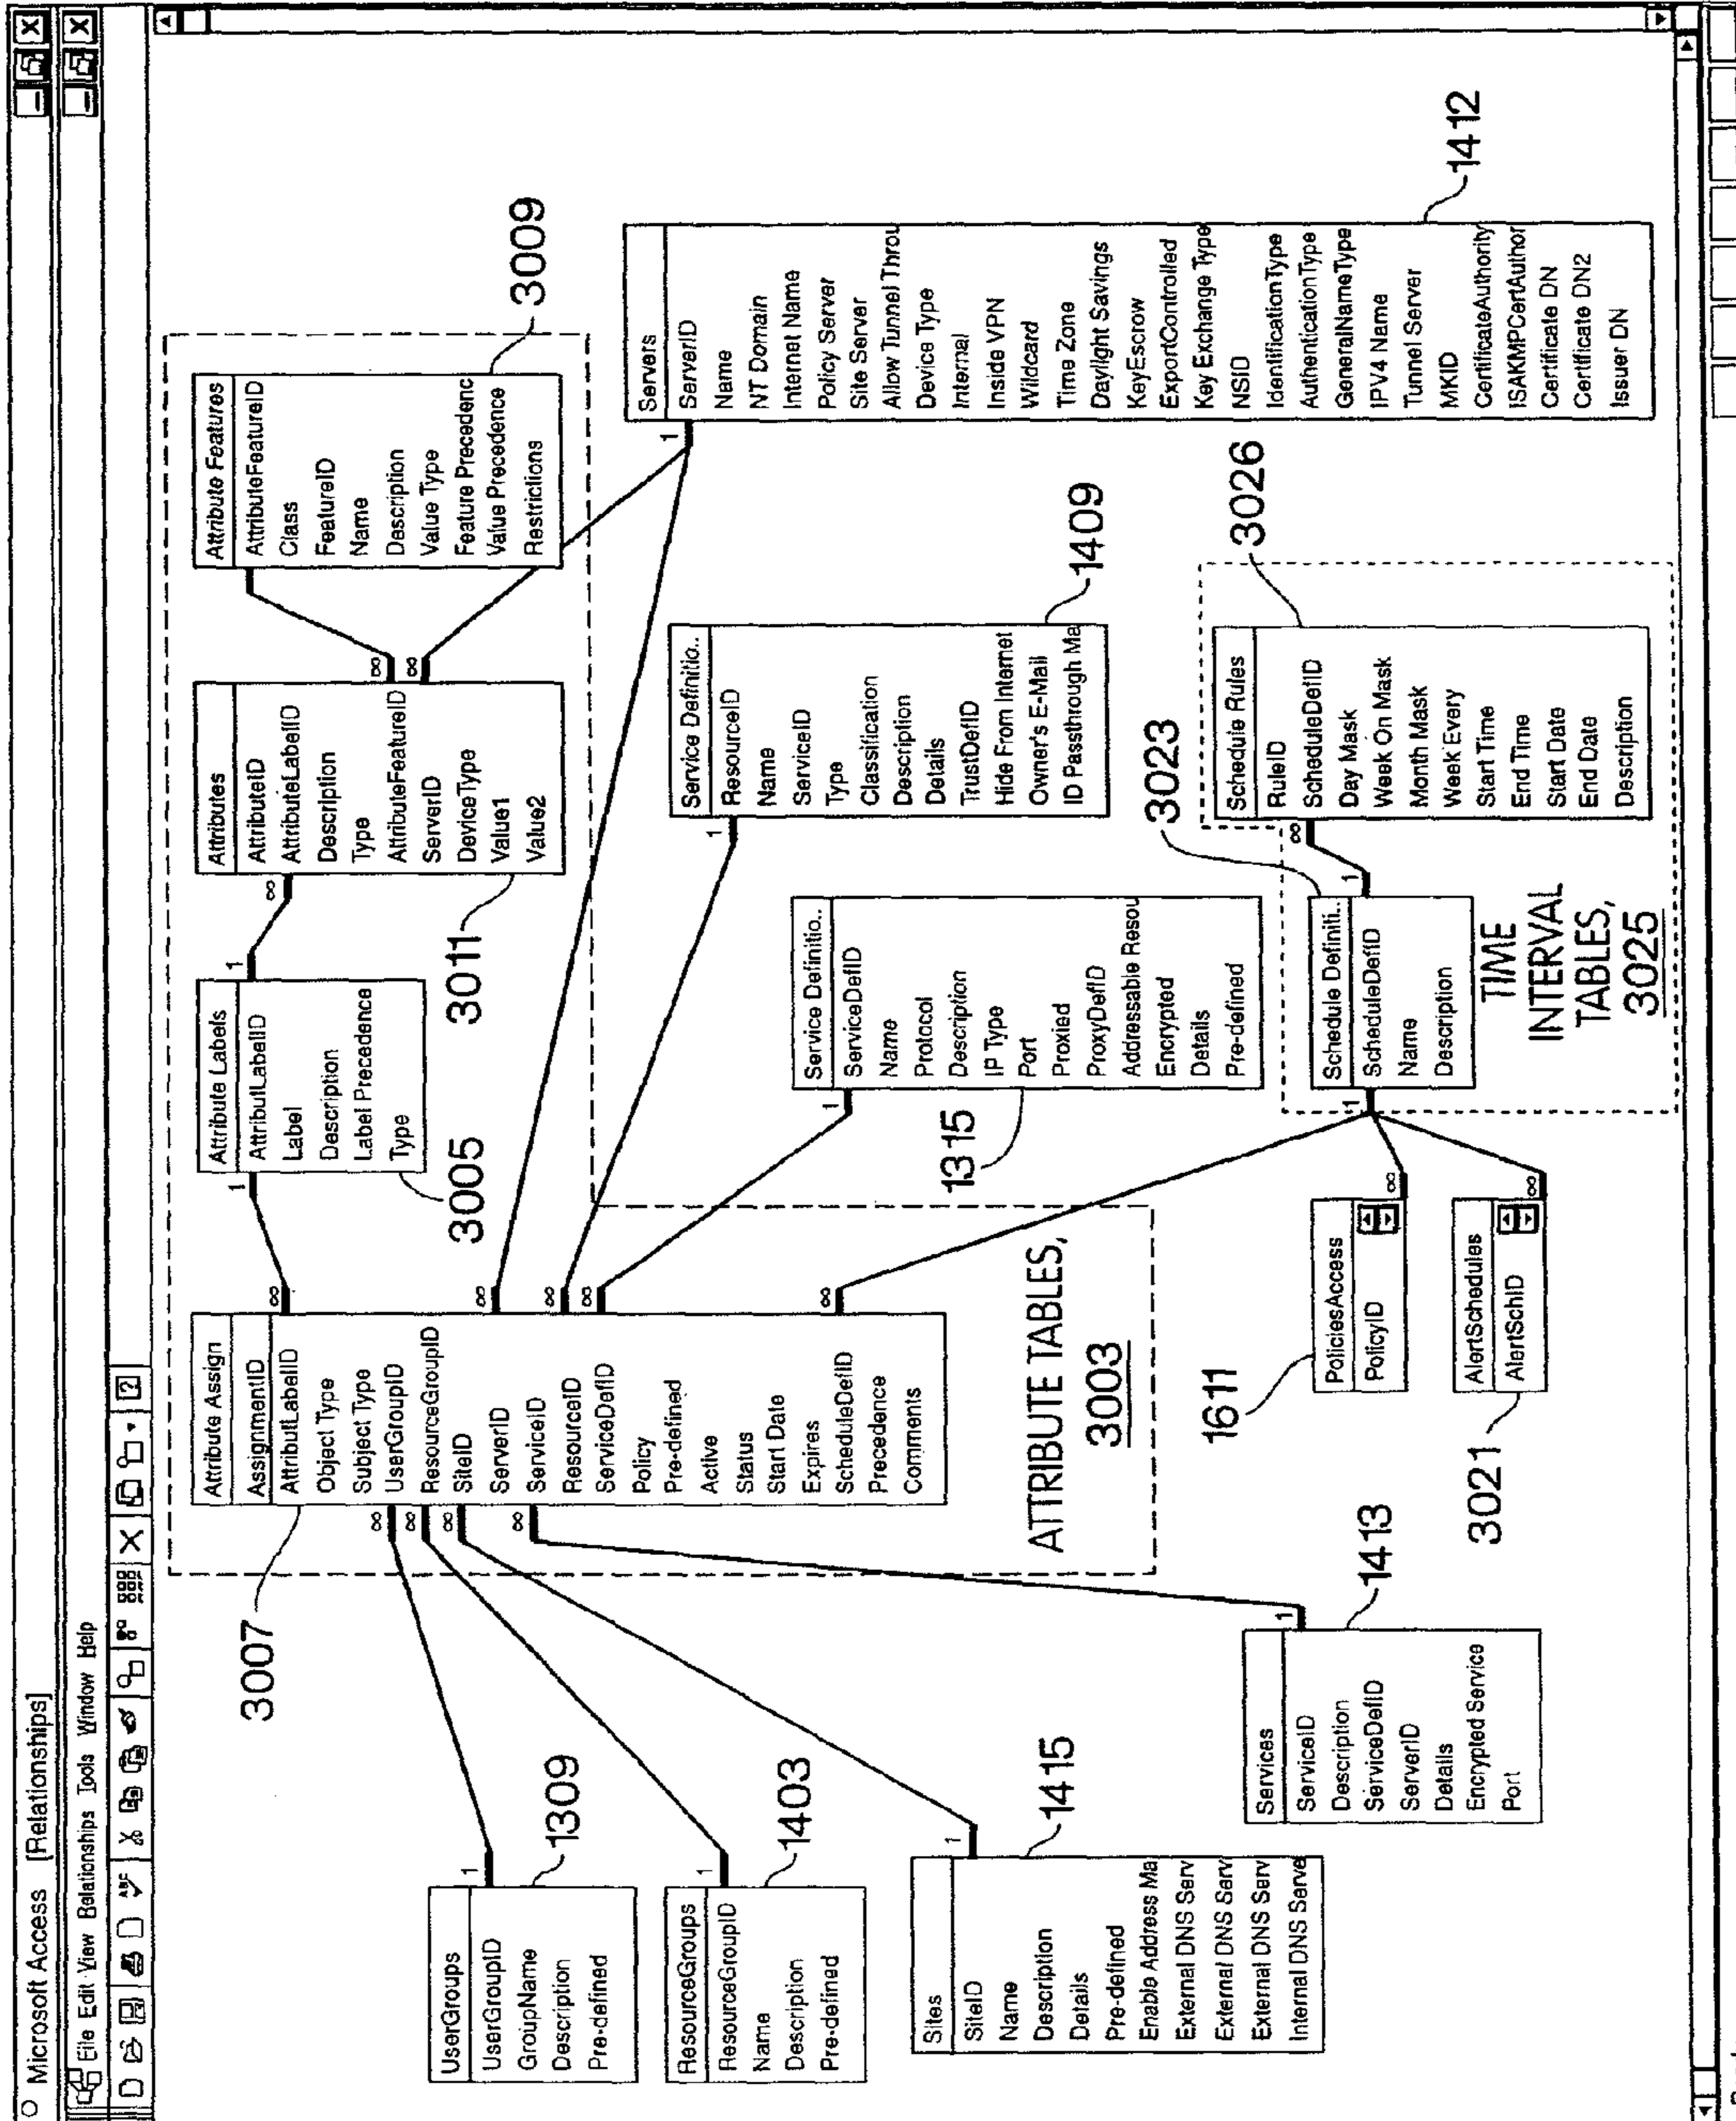 Microsoft Access [Relationships]
File Edit View Relationships Tools Window Help
3007
Attribute Assign
AssignmentID
AttributLabelID
Object Type
Subject Type
UserGroupID
ResourceGroupID
SiteID
ServerID
ServiceID
ResourceID
ServiceDefID
Policy
Pre-defined
Active
Status
Start Date
Expires
ScheduleDefID
Precedence
Comments
Attribute Labels
AttributLabelID
Label
Description
Label Precedence
Type
3005
Attributes
AttributeID
AttributeLabelID
Description
Type
AttributeFeatureID
ServerID
DeviceType
Value1
Value2
3011
Attribute Features
AttributeFeatureID
Class
FeatureID
Name
Description
Value Type
Feature Precedenc
Value Precedence
Restrictions
3009
ATTRIBUTE TABLES,
3003
UserGroups
UserGroupID
GroupName
Description
Pre-defined
1309
ResourceGroups
ResourceGroupID
Name
Description
Pre-defined
1403
Sites
SiteID
Name
Description
Details
Pre-defined
Enable Address Ma
External DNS Serv
External DNS Serv
External DNS Serv
Internal DNS Serve
1415
Services
ServiceID
Description
ServiceDefID
ServerID
Details
Encrypted Service
Port
1413
Service Definitio..
ResourceID
Name
ServiceID
Type
Classification
Description
Details
TrustDefID
Hide From Internet
Owner's E-Mail
ID Passthrough Ma
1409
Service Definitio..
ServiceDefID
Name
Protocol
Description
IP Type
Port
Proxied
ProxyDefID
Addressable Resou
Encrypted
Details
Pre-defined
1315
Servers
ServerID
Name
NT Domain
Internet Name
Policy Server
Site Server
Allow Tunnel Throu
Device Type
Internal
Inside VPN
Wildcard
Time Zone
Daylight Savings
KeyEscrow
ExportControlled
Key Exchange Type
NSID
IdentificationType
AuthenticationType
GeneralNameType
IPV4 Name
Tunnel Server
MKID
CertificateAuthority
ISAKMPCertAuthor
Certificate DN
Certificate DN2
Issuer DN
1412
1611
PoliciesAccess
PolicyID
AlertSchedules
AlertSchID
3021
3023
Schedule Definiti..
ScheduleDefID
Name
Description
TIME
INTERVAL
TABLES,
3025
Schedule Rules
RuleID
ScheduleDefID
Day Mask
Week On Mask
Month Mask
Week Every
Start Time
End Time
Start Date
End Date
Description
3026